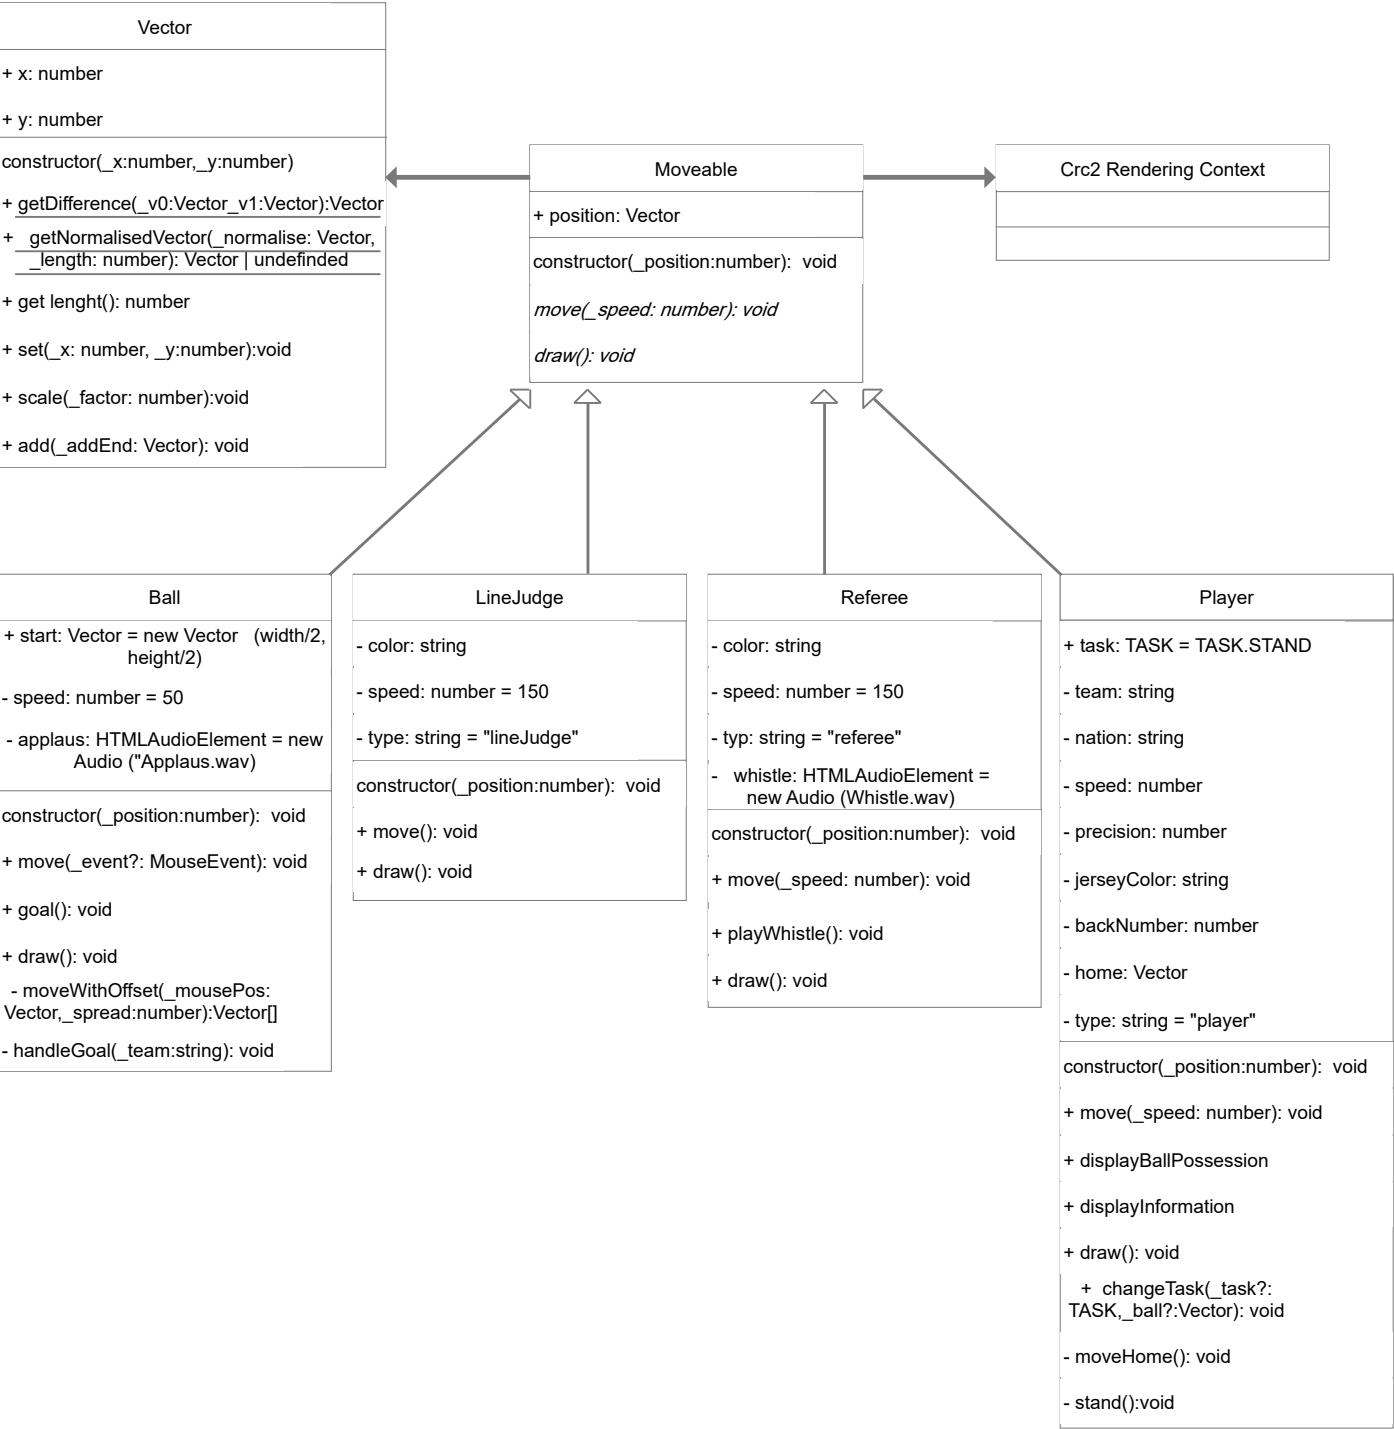 Vector
+ x: number
+ y: number
constructor(_x:number,_y:number)
+ getDifference(_v0:Vector_v1:Vector):Vector
+ getNormalisedVector(_normalise: Vector,
_length: number): Vector | undefinded
+ get lenght(): number
+ set(_x: number, _y:number):void
+ scale(_factor: number):void
+ add(_addEnd: Vector): void
Moveable
+ position: Vector
constructor(_position:number): void
move(_speed: number): void
draw(): void
Crc2 Rendering Context
Ball
+ start: Vector = new Vector (width/2,
height/2)
- speed: number = 50
- applaus: HTMLAudioElement = new
Audio ("Applaus.wav)
constructor(_position:number): void
+ move(_event?: MouseEvent): void
+ goal(): void
+ draw(): void
- moveWithOffset(_mousePos:
Vector,_spread:number):Vector[]
- handleGoal(_team:string): void
LineJudge
- color: string
- speed: number = 150
- type: string = "lineJudge"
constructor(_position:number): void
+ move(): void
+ draw(): void
Referee
- color: string
- speed: number = 150
- typ: string = "referee"
- whistle: HTMLAudioElement =
new Audio (Whistle.wav)
constructor(_position:number): void
+ move(_speed: number): void
+ playWhistle(): void
+ draw(): void
Player
+ task: TASK = TASK.STAND
- team: string
- nation: string
- speed: number
- precision: number
- jerseyColor: string
- backNumber: number
- home: Vector
- type: string = "player"
constructor(_position:number): void
+ move(_speed: number): void
+ displayBallPossession
+ displayInformation
+ draw(): void
+ changeTask(_task?:
TASK,_ball?:Vector): void
- moveHome(): void
- stand():void